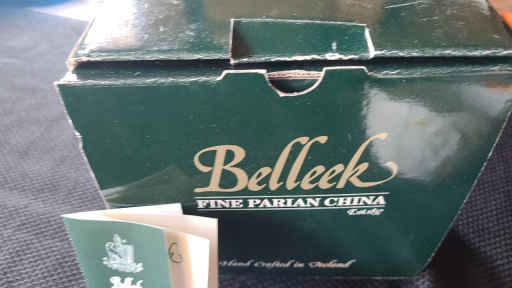 Belleek
FINE PARIAN CHINA
Hand Crafted in Ireland